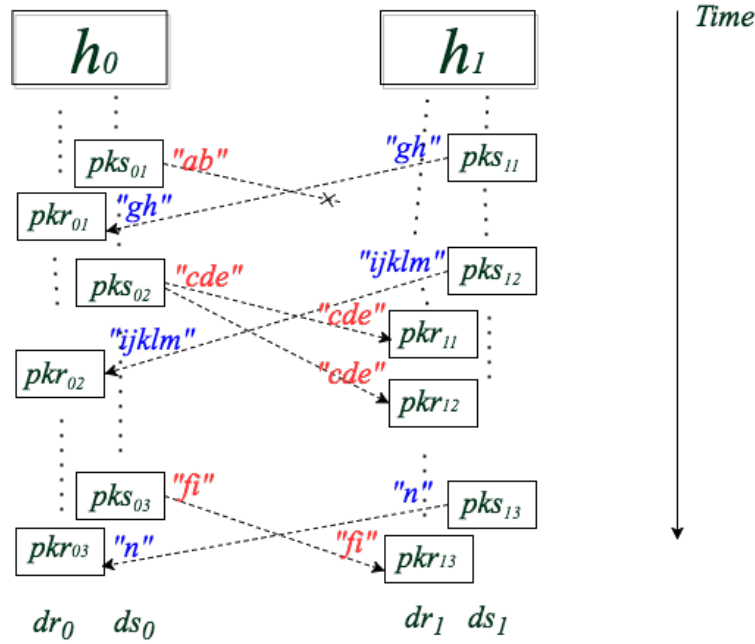 h0 h1 Time
pks01 "ab" "gh" pks11
pkr01 "gh"
"ijklm" pks12
pks02 "cde"
"cde" pkr11
"ijklm"
pkr02 "cde" pkr12
pks03 "fi" "n" pks13
pkr03 "n" "fi" pkr13
dr0 ds0 dr1 ds1